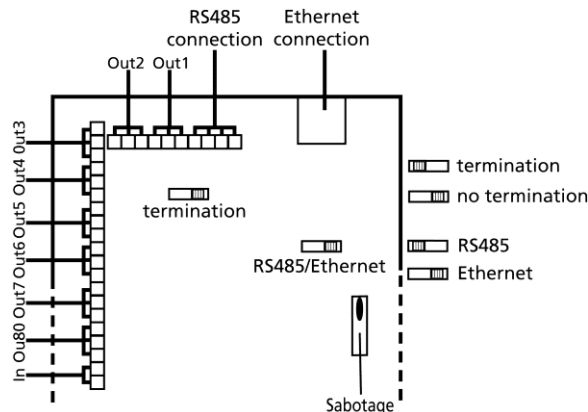 RS485
connection
Ethernet
connection
Out2
Out1
Out3
Out4
Out5
Out6
Out7
Ou80
In
termination
RS485/Ethernet
Sabotage
termination
no termination
RS485
Ethernet